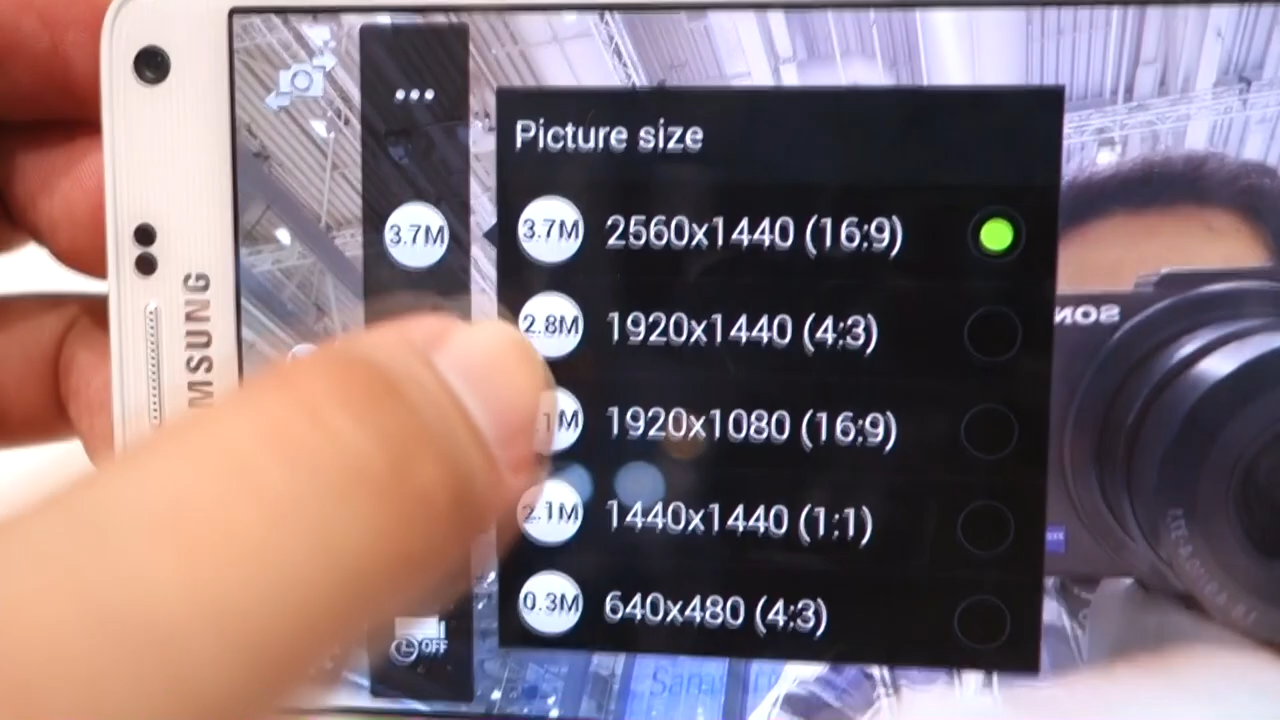 Picture size
3.7M
3.7M 2560x1440 (16:9)
2.8M 1920x1440 (4:3)
1M 1920x1080 (16:9)
2.1M 1440x1440 (1:1)
0.3M 640x480 (4:3)
OFF
SAMSUNG
SONY